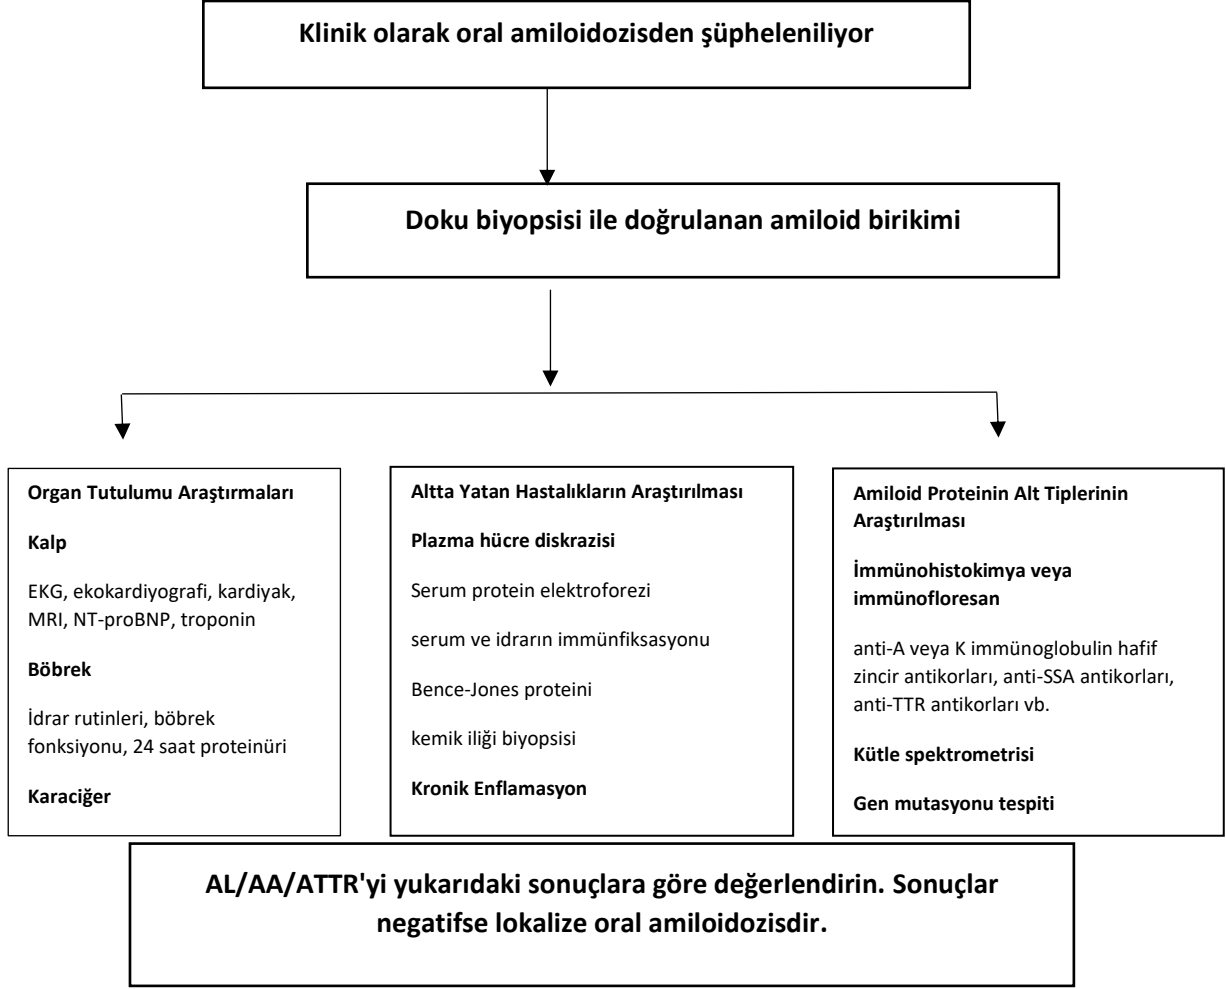 Klinik olarak oral amiloidozisden şüpheleniliyor
Doku biyopsisi ile doğrulanan amiloid birikimi
Organ Tutulumu Araştırmaları
Kalp
EKG, ekokardiyografi, kardiyak,
MRI, NT-proBNP, troponin
Böbrek
İdrar rutinleri, böbrek
fonksiyonu, 24 saat proteinüri
Karaciğer
Altta Yatan Hastalıkların Araştırılması
Plazma hücre diskrazisi
Serum protein elektroforezi
serum ve idrarın immünfiksasyonu
Bence-Jones proteini
kemik iliği biyopsisi
Kronik Enflamasyon
Amiloid Proteinin Alt Tiplerinin
Araştırılması
İmmünohistokimya veya
immünofloresan
anti-A veya K immünoglobulin hafif
zincir antikorları, anti-SSA antikorları,
anti-TTR antikorları vb.
Kütle spektrometrisi
Gen mutasyonu tespiti
AL/AA/ATTR'yi yukarıdaki sonuçlara göre değerlendirin. Sonuçlar
negatifse lokalize oral amiloidozisdir.